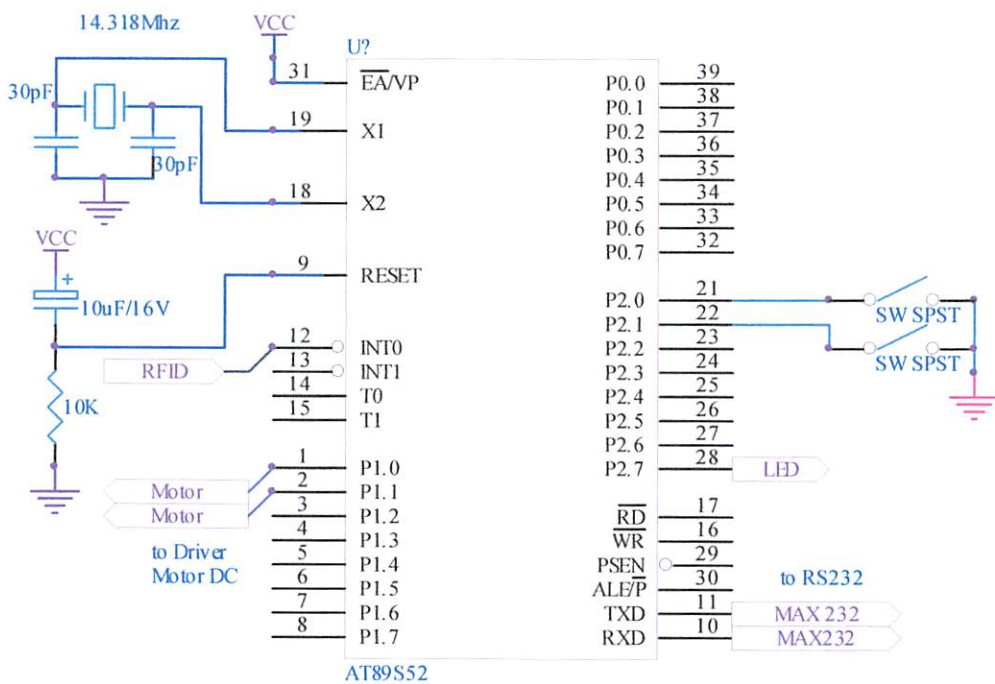 14.318Mhz
VCC
U?
30pF
30pF
31
EA/VP
19
X1
18
X2
VCC
9
RESET
10uF/16V
10K
RFID
12
INT0
13
INT1
14
T0
15
T1
Motor
Motor
to Driver
Motor DC
1
P1.0
2
P1.1
3
P1.2
4
P1.3
5
P1.4
6
P1.5
7
P1.6
8
P1.7
P0.0
39
P0.1
38
P0.2
37
P0.3
36
P0.4
35
P0.5
34
P0.6
33
P0.7
32
P2.0
21
P2.1
22
P2.2
23
P2.3
24
P2.4
25
P2.5
26
P2.6
27
P2.7
28
SW SPST
SW SPST
LED
RD
17
WR
16
PSEN
29
ALE/P
30
TXD
11
RXD
10
to RS232
MAX 232
MAX232
AT89S52